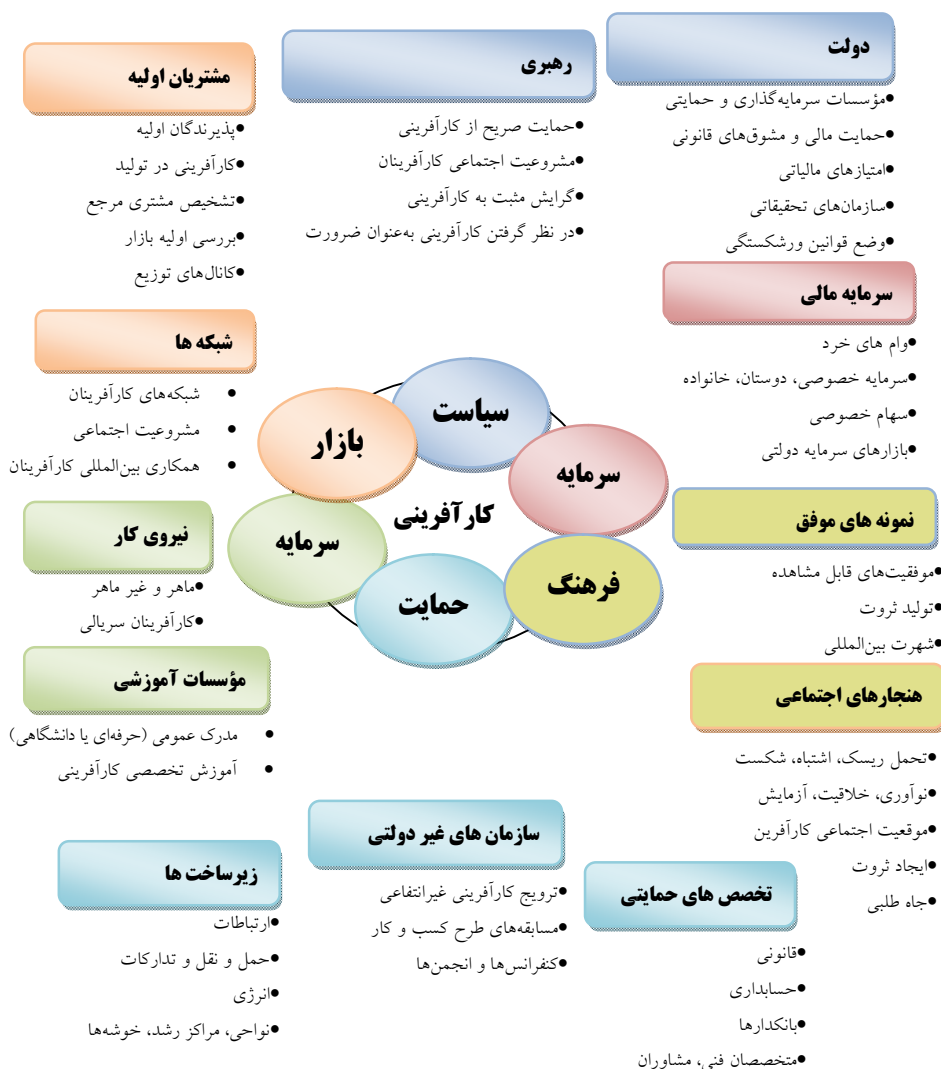 دولت
•مؤسسات سرمایه‌گذاری و حمایتی
•حمایت مالی و مشوق‌های قانونی
•امتیازهای مالیاتی
•سازمان‌های تحقیقاتی
•وضع قوانین ورشکستگی
رهبری
•حمایت صریح از کارآفرینی
•مشروعیت اجتماعی کارآفرینان
•گرایش مثبت به کارآفرینی
•در نظر گرفتن کارآفرینی به‌عنوان ضرورت
مشتریان اولیه
•پذیرندگان اولیه
•کارآفرینی در تولید
•تشخیص مشتری مرجع
•بررسی اولیه بازار
•کانال‌های توزیع
سرمایه مالی
•وام های خرد
•سرمایه خصوصی، دوستان، خانواده
•سهام خصوصی
•بازارهای سرمایه دولتی
شبکه ها
• شبکه‌های کارآفرینان
• مشروعیت اجتماعی
• همکاری بین‌المللی کارآفرینان
سیاست
بازار
سرمایه
کارآفرینی
سرمایه
فرهنگ
حمایت
نمونه های موفق
•موفقیت‌های قابل مشاهده
•تولید ثروت
•شهرت بین‌المللی
نیروی کار
•ماهر و غیر ماهر
•کارآفرینان سریالی
هنجارهای اجتماعی
•تحمل ریسک، اشتباه، شکست
•نوآوری، خلاقیت، آزمایش
•موقعیت اجتماعی کارآفرین
•ایجاد ثروت
•جاه طلبی
مؤسسات آموزشی
• مدرک عمومی (حرفه‌ای یا دانشگاهی)
• آموزش تخصصی کارآفرینی
سازمان های غیر دولتی
•ترویج کارآفرینی غیرانتفاعی
•مسابقه‌های طرح کسب و کار
•کنفرانس‌ها و انجمن‌ها
زیرساخت ها
•ارتباطات
•حمل و نقل و تدارکات
•انرژی
•نواحی، مراکز رشد، خوشه‌ها
تخصص های حمایتی
•قانونی
•حسابداری
•بانکدارها
•متخصصان فنی، مشاوران